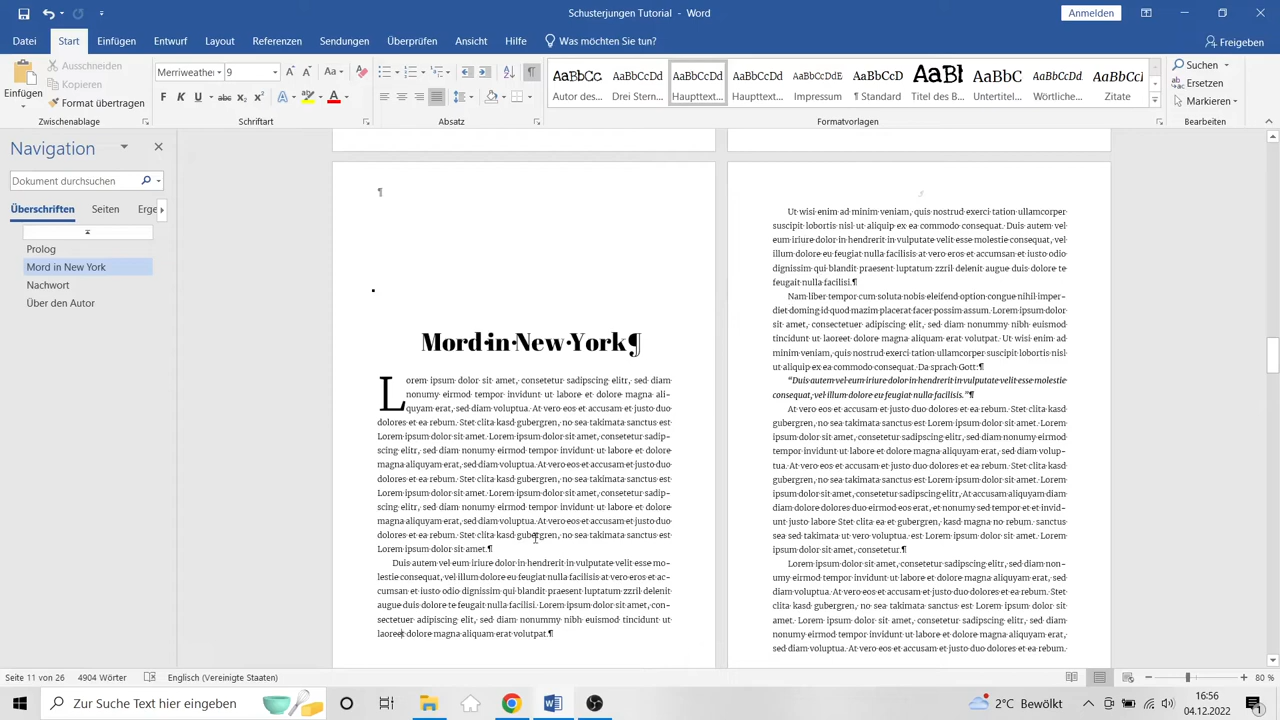 Schusterjungen Tutorial - Word
Anmelden
Datei Start Einfügen Entwurf Layout Referenzen Sendungen Überprüfen Ansicht Hilfe Was möchten Sie tun? Freigeben
Einfügen
Ausschneiden
Kopieren
Format übertragen
Zwischenablage
Merriweather 9
F K U abc x₂ x²
Schriftart
Absatz
AaBbCc AaBbCcDd AaBbCcDd AaBbCcDd AaBbCcDdE AaBbCcD AaBl AaBbC AaBbCcDd AaBbCcI
Autor des... Drei Stern... Haupttext... Haupttext... Impressum ¶ Standard Titel des B... Untertitel... Wörtliche... Zitate
Formatvorlagen
Suchen
Ersetzen
Markieren
Bearbeiten
Navigation
Dokument durchsuchen
Überschriften Seiten Erge
Prolog
Mord in New York
Nachwort
Über den Autor
¶
Mord·in·New·York¶
Lorem ipsum dolor sit amet, consetetur sadipscing elitr, sed diam
nonumy eirmod tempor invidunt ut labore et dolore magna ali-
quyam erat, sed diam voluptua. At vero eos et accusam et justo duo
dolores et ea rebum. Stet clita kasd gubergren, no sea takimata sanctus est
Lorem ipsum dolor sit amet. Lorem ipsum dolor sit amet, consetetur sadip-
scing elitr, sed diam nonumy eirmod tempor invidunt ut labore et dolore
magna aliquyam erat, sed diam voluptua. At vero eos et accusam et justo duo
dolores et ea rebum. Stet clita kasd gubergren, no sea takimata sanctus est
Lorem ipsum dolor sit amet. Lorem ipsum dolor sit amet, consetetur sadip-
scing elitr, sed diam nonumy eirmod tempor invidunt ut labore et dolore
magna aliquyam erat, sed diam voluptua. At vero eos et accusam et justo duo
dolores et ea rebum. Stet clita kasd gubergren, no sea takimata sanctus est
Lorem ipsum dolor sit amet.¶
Duis autem vel eum iriure dolor in hendrerit in vulputate velit esse mo-
lestie consequat, vel illum dolore eu feugiat nulla facilisis at vero eros et ac-
cumsan et iusto odio dignissim qui blandit praesent luptatum zzril delenit
augue duis dolore te feugait nulla facilisi. Lorem ipsum dolor sit amet, con-
sectetuer adipiscing elit, sed diam nonummy nibh euismod tincidunt ut
laoreet dolore magna aliquam erat volutpat.¶
Ut wisi enim ad minim veniam, quis nostrud exerci tation ullamcorper
suscipit lobortis nisl ut aliquip ex ea commodo consequat. Duis autem vel
eum iriure dolor in hendrerit in vulputate velit esse molestie consequat, vel
illum dolore eu feugiat nulla facilisis at vero eros et accumsan et iusto odio
dignissim qui blandit praesent luptatum zzril delenit augue duis dolore te
feugait nulla facilisi.¶
Nam liber tempor cum soluta nobis eleifend option congue nihil imper-
diet doming id quod mazim placerat facer possim assum. Lorem ipsum dolor
sit amet, consectetuer adipiscing elit, sed diam nonummy nibh euismod
tincidunt ut laoreet dolore magna aliquam erat volutpat. Ut wisi enim ad
minim veniam, quis nostrud exerci tation ullamcorper suscipit lobortis nisl
ut aliquip ex ea commodo consequat. Da sprach Gott:¶
“Duis autem vel eum iriure dolor in hendrerit in vulputate velit esse molestie
consequat, vel illum dolore eu feugiat nulla facilisis.”¶
At vero eos et accusam et justo duo dolores et ea rebum. Stet clita kasd
gubergren, no sea takimata sanctus est Lorem ipsum dolor sit amet. Lorem
ipsum dolor sit amet, consetetur sadipscing elitr, sed diam nonumy eirmod
tempor invidunt ut labore et dolore magna aliquyam erat, sed diam volup-
tua. At vero eos et accusam et justo duo dolores et ea rebum. Stet clita kasd
gubergren, no sea takimata sanctus est Lorem ipsum dolor sit amet. Lorem
ipsum dolor sit amet, consetetur sadipscing elitr, At accusam aliquyam diam
diam dolore dolores duo eirmod eos erat, et nonumy sed tempor et et invid-
unt justo labore Stet clita ea et gubergren, kasd magna no rebum. sanctus
sea sed takimata ut vero voluptua. est Lorem ipsum dolor sit amet. Lorem
ipsum dolor sit amet, consetetur.¶
Lorem ipsum dolor sit amet, consetetur sadipscing elitr, sed diam non-
umy eirmod tempor invidunt ut labore et dolore magna aliquyam erat, sed
diam voluptua. At vero eos et accusam et justo duo dolores et ea rebum. Stet
clita kasd gubergren, no sea takimata sanctus est Lorem ipsum dolor sit
amet. Lorem ipsum dolor sit amet, consetetur sadipscing elitr, sed diam
nonumy eirmod tempor invidunt ut labore et dolore magna aliquyam erat,
sed diam voluptua. At vero eos et accusam et justo duo dolores et ea rebum.
Seite 11 von 26 4904 Wörter Englisch (Vereinigte Staaten) 80 %
Zur Suche Text hier eingeben
2°C Bewölkt
16:56
04.12.2022